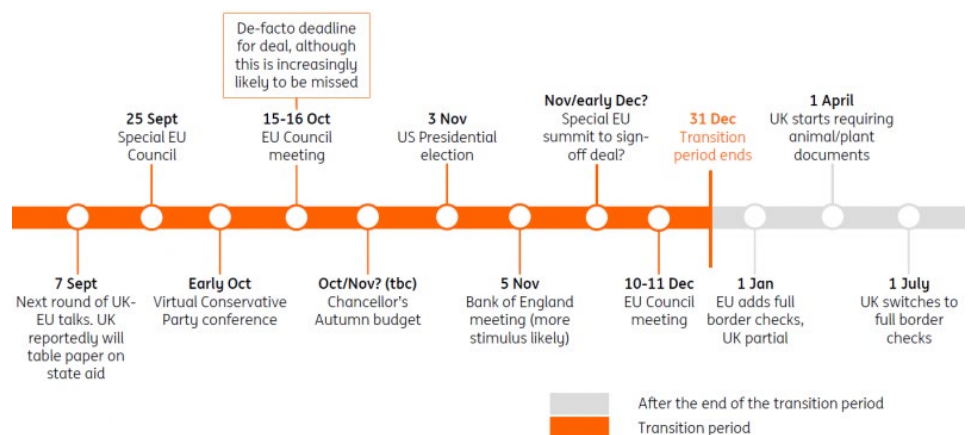 De-facto deadline
for deal, although
this is increasingly
likely to be missed
25 Sept
Special EU
Council
15-16 Oct
EU Council
meeting
3 Nov
US Presidential
election
Nov/early Dec?
Special EU
summit to sign-
off deal?
31 Dec
Transition
period ends
1 April
UK starts requiring
animal/plant
documents
7 Sept
Next round of UK-
EU talks. UK
reportedly will
table paper on
state aid
Early Oct
Virtual Conservative
Party conference
Oct/Nov? (tbc)
Chancellor's
Autumn budget
5 Nov
Bank of England
meeting (more
stimulus likely)
10-11 Dec
EU Council
meeting
1 Jan
EU adds full
border checks,
UK partial
1 July
UK switches to
full border
checks
After the end of the transition period
Transition period